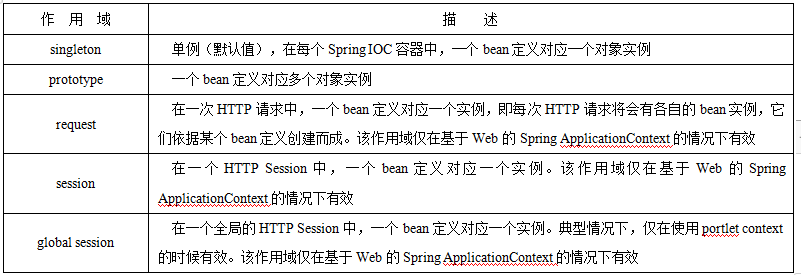 作 用 域 描 述
singleton 单例（默认值），在每个 Spring IOC 容器中，一个 bean 定义对应一个对象实例
prototype 一个 bean 定义对应多个对象实例
request 在一次 HTTP 请求中，一个 bean 定义对应一个实例，即每次 HTTP 请求将会有各自的 bean 实例，它
们依据某个 bean 定义创建而成。该作用域仅在基于 Web 的 Spring ApplicationContext 的情况下有效
session 在一个 HTTP Session 中，一个 bean 定义对应一个实例。该作用域仅在基于 Web 的 Spring
ApplicationContext 的情况下有效
global session 在一个全局的 HTTP Session 中，一个 bean 定义对应一个实例。典型情况下，仅在使用 portlet context
的时候有效。该作用域仅在基于 Web 的 Spring ApplicationContext 的情况下有效